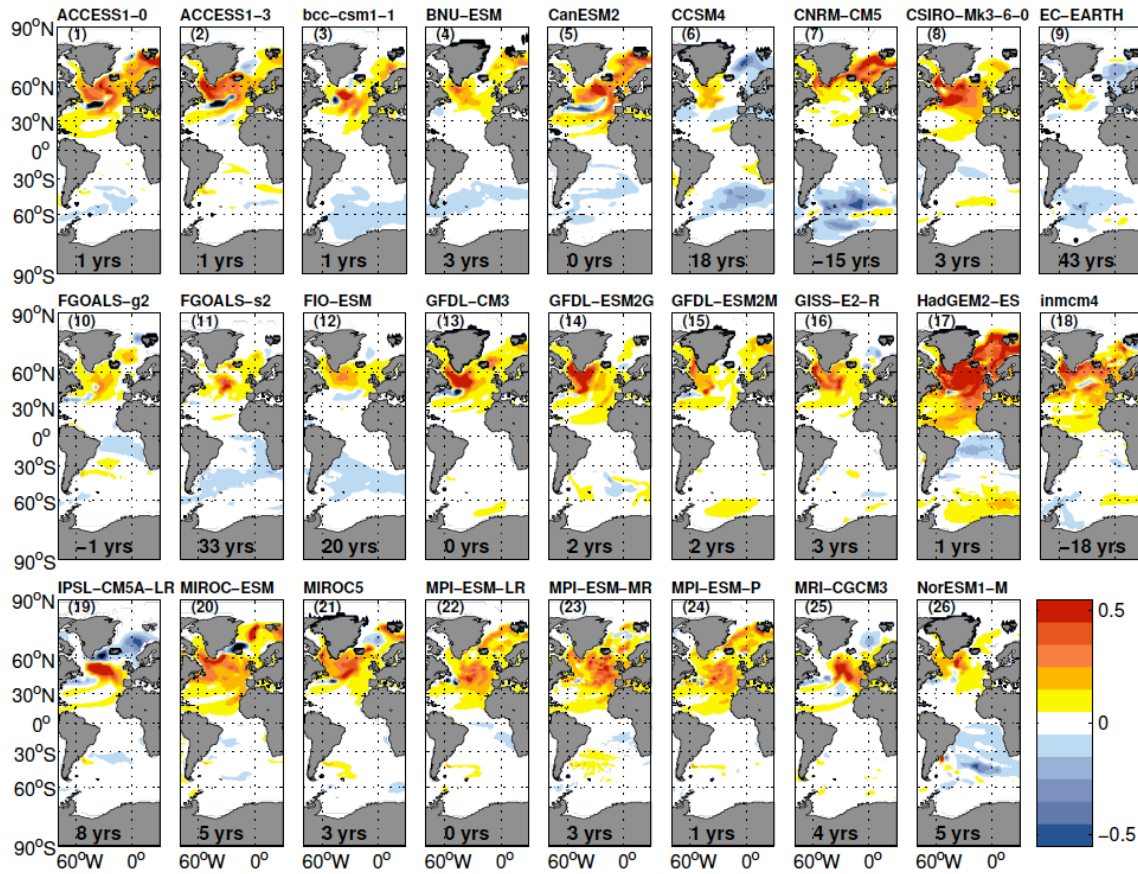 ACCESS1−0 ACCESS1−3 bcc−csm1−1 BNU−ESM CanESM2 CCSM4 CNRM−CM5 CSIRO−Mk3−6−0 EC−EARTH
90°N (1) (2) (3) (4) (5) (6) (7) (8) (9)
60°N
30°N
0°
30°S
60°S
1 yrs 1 yrs 1 yrs 3 yrs 0 yrs 18 yrs −15 yrs 3 yrs 43 yrs
90°S
FGOALS−g2 FGOALS−s2 FIO−ESM GFDL−CM3 GFDL−ESM2G GFDL−ESM2M GISS−E2−R HadGEM2−ES inmcm4
90°N (10) (11) (12) (13) (14) (15) (16) (17) (18)
60°N
30°N
0°
30°S
60°S
−1 yrs 33 yrs 20 yrs 0 yrs 2 yrs 2 yrs 3 yrs 1 yrs −18 yrs
90°S
IPSL−CM5A−LR MIROC−ESM MIROC5 MPI−ESM−LR MPI−ESM−MR MPI−ESM−P MRI−CGCM3 NorESM1−M
90°N (19) (20) (21) (22) (23) (24) (25) (26)
0.5
60°N
30°N
0° 0
30°S
60°S
8 yrs 5 yrs 3 yrs 0 yrs 3 yrs 1 yrs 4 yrs 5 yrs −0.5
90°S
60°W 0° 60°W 0° 60°W 0° 60°W 0° 60°W 0° 60°W 0° 60°W 0° 60°W 0°